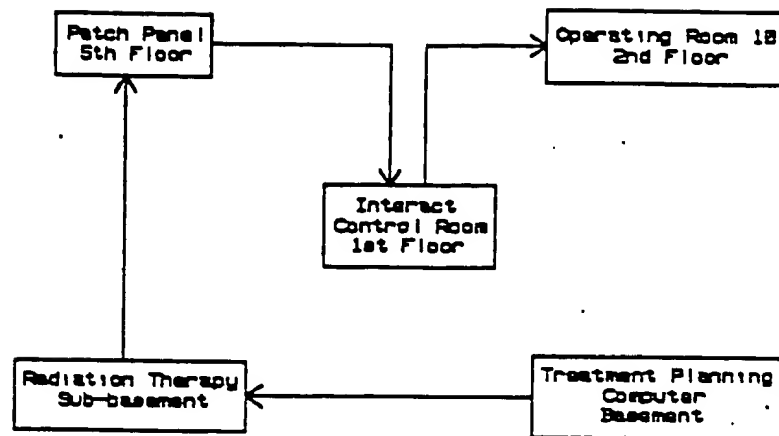 Patch Panel
5th Floor
Operating Room 10
2nd Floor
Interact
Control Room
1st Floor
Radiation Therapy
Sub-basement
Treatment Planning
Computer
Basement